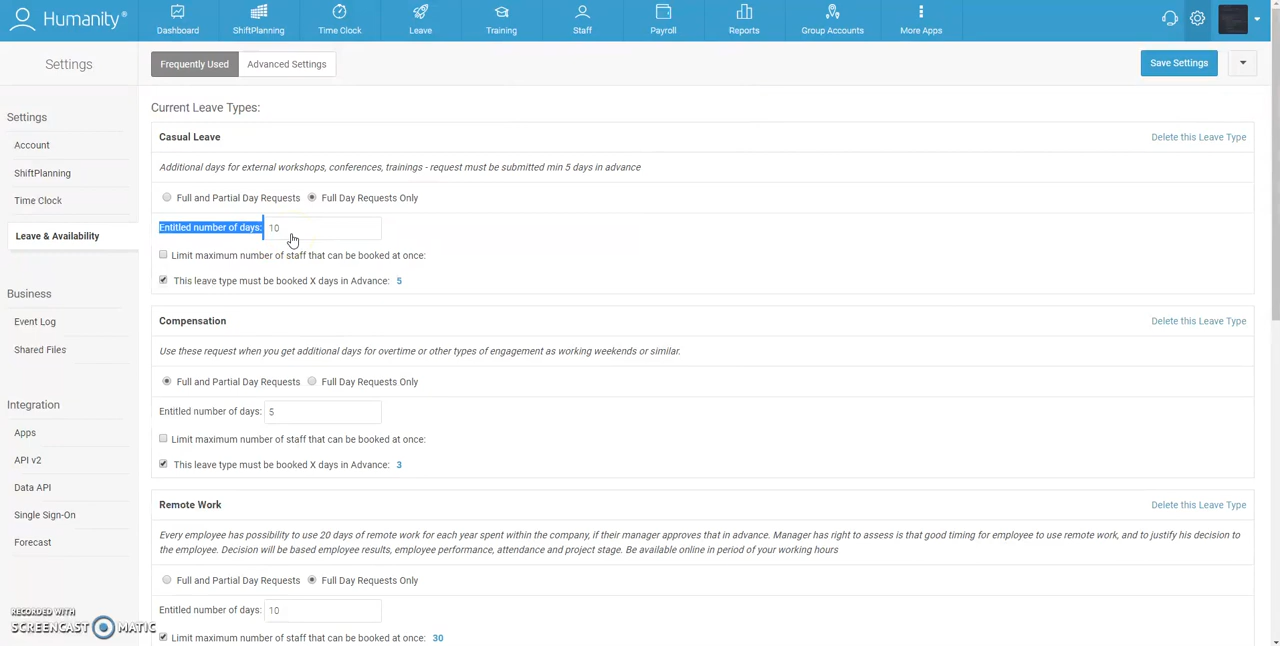 Humanity®
Dashboard
ShiftPlanning
Time Clock
Leave
Training
Staff
Payroll
Reports
Group Accounts
More Apps
Settings
Frequently Used
Advanced Settings
Save Settings
Settings
Account
ShiftPlanning
Time Clock
Leave & Availability
Business
Event Log
Shared Files
Integration
Apps
API v2
Data API
Single Sign-On
Forecast
Current Leave Types:
Casual Leave
Delete this Leave Type
Additional days for external workshops, conferences, trainings - request must be submitted min 5 days in advance
Full and Partial Day Requests Full Day Requests Only
Entitled number of days: 10
Limit maximum number of staff that can be booked at once:
This leave type must be booked X days in Advance: 5
Compensation
Delete this Leave Type
Use these request when you get additional days for overtime or other types of engagement as working weekends or similar.
Full and Partial Day Requests Full Day Requests Only
Entitled number of days: 5
Limit maximum number of staff that can be booked at once:
This leave type must be booked X days in Advance: 3
Remote Work
Delete this Leave Type
Every employee has possibility to use 20 days of remote work for each year spent within the company, if their manager approves that in advance. Manager has right to assess is that good timing for employee to use remote work, and to justify his decision to
the employee. Decision will be based employee results, employee performance, attendance and project stage. Be available online in period of your working hours
Full and Partial Day Requests Full Day Requests Only
Entitled number of days: 10
Limit maximum number of staff that can be booked at once: 30
RECORDED WITH
SCREENCAST MATIC